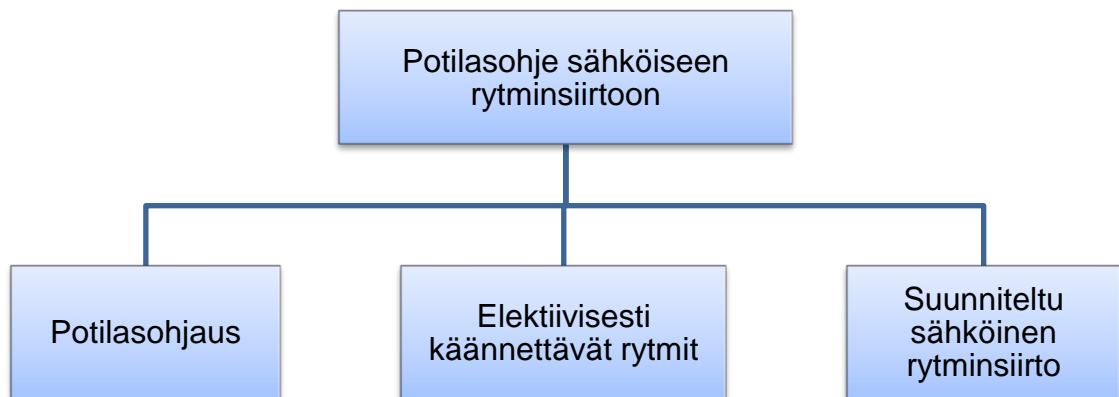 Potilasohje sähköiseen
rytminsiirtoon
Potilasohjaus
Elektiivisesti
käännettävät rytmit
Suunniteltu
sähköinen
rytminsiirto